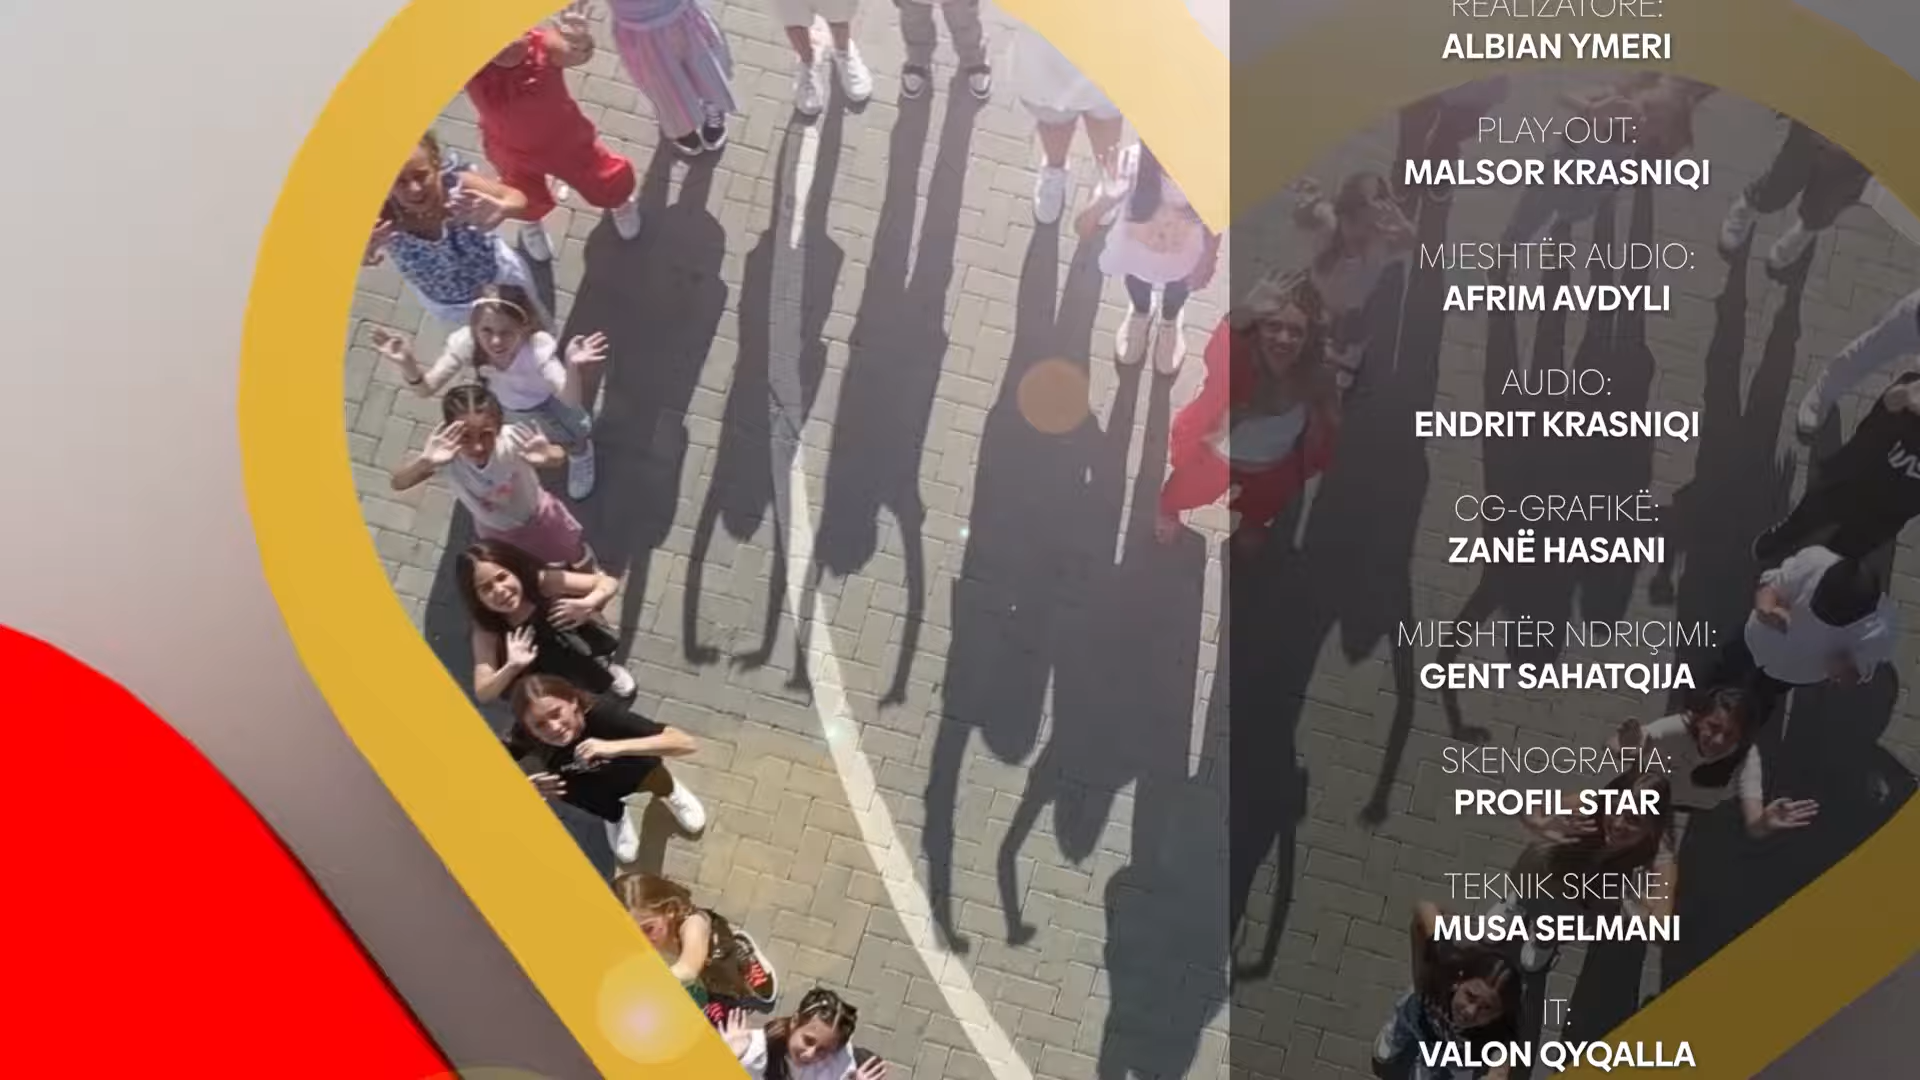 REALIZATORE:
ALBIAN YMERI
PLAY-OUT:
MALSOR KRASNIQI
MJESHTËR AUDIO:
AFRIM AVDYLI
AUDIO:
ENDRIT KRASNIQI
CG-GRAFIKË:
ZANË HASANI
MJESHTËR NDRIÇIMI:
GENT SAHATQIJA
SKENOGRAFIA:
PROFIL STAR
TEKNIK SKENE:
MUSA SELMANI
IT:
VALON QYQALLA